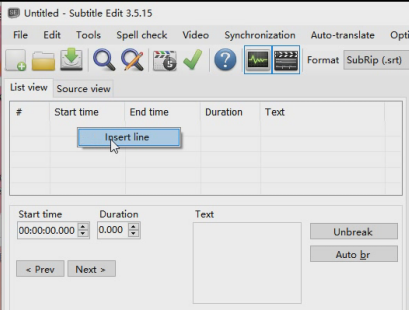 Untitled - Subtitle Edit 3.5.15
File Edit Tools Spell check Video Synchronization Auto-translate Opti
Format SubRip (.srt)
List view Source view
# Start time End time Duration Text
Insert line
Start time Duration Text
00:00:00.000 0.000 Unbreak
Auto br
< Prev Next >